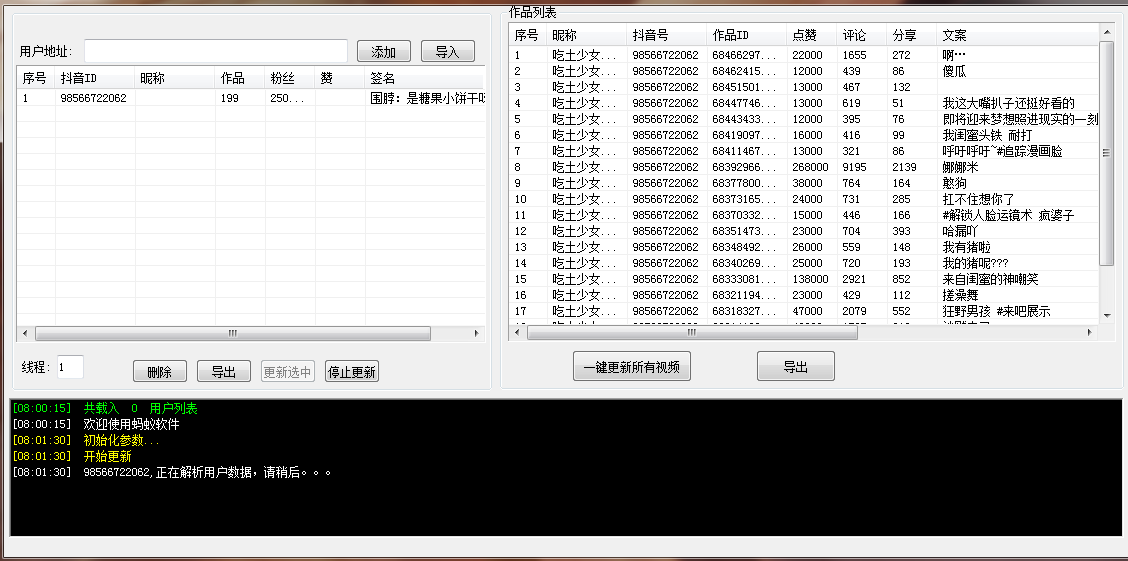 用户地址:
添加
导入
序号 抖音ID 昵称 作品 粉丝 赞 签名
1 98566722062 199 250... 围脖：是糖果小饼干吩
线程: 1
删除
导出
更新选中
停止更新
作品列表
序号 昵称 抖音号 作品ID 点赞 评论 分享 文案
1 吃土少女... 98566722062 68466297... 22000 1655 272 啊…
2 吃土少女... 98566722062 68462415... 12000 439 86 傻瓜
3 吃土少女... 98566722062 68451501... 13000 467 132
4 吃土少女... 98566722062 68447746... 13000 619 51 我这大嘴扒子还挺好看的
5 吃土少女... 98566722062 68443433... 12000 395 76 即将迎来梦想照进现实的一刻
6 吃土少女... 98566722062 68419097... 16000 416 99 我闺蜜头铁 耐打
7 吃土少女... 98566722062 68411467... 13000 321 86 呼吁呼吁~#追踪漫画脸
8 吃土少女... 98566722062 68392966... 268000 9195 2139 娜娜米
9 吃土少女... 98566722062 68377800... 38000 764 164 憨狗
10 吃土少女... 98566722062 68373165... 24000 731 285 扛不住想你了
11 吃土少女... 98566722062 68370332... 15000 446 166 #解锁人脸运镜术 疯婆子
12 吃土少女... 98566722062 68351473... 23000 704 393 哈漏吖
13 吃土少女... 98566722062 68348492... 26000 559 148 我有猪啦
14 吃土少女... 98566722062 68340269... 25000 720 193 我的猪呢???
15 吃土少女... 98566722062 68333081... 138000 2921 852 来自闺蜜的神嘲笑
16 吃土少女... 98566722062 68321194... 23000 429 112 搓澡舞
17 吃土少女... 98566722062 68318327... 47000 2079 552 狂野男孩 #来吧展示
一键更新所有视频
导出
[08:00:15] 共载入 0 用户列表
[08:00:15] 欢迎使用蚂蚁软件
[08:01:30] 初始化参数...
[08:01:30] 开始更新
[08:01:30] 98566722062,正在解析用户数据，请稍后。。。